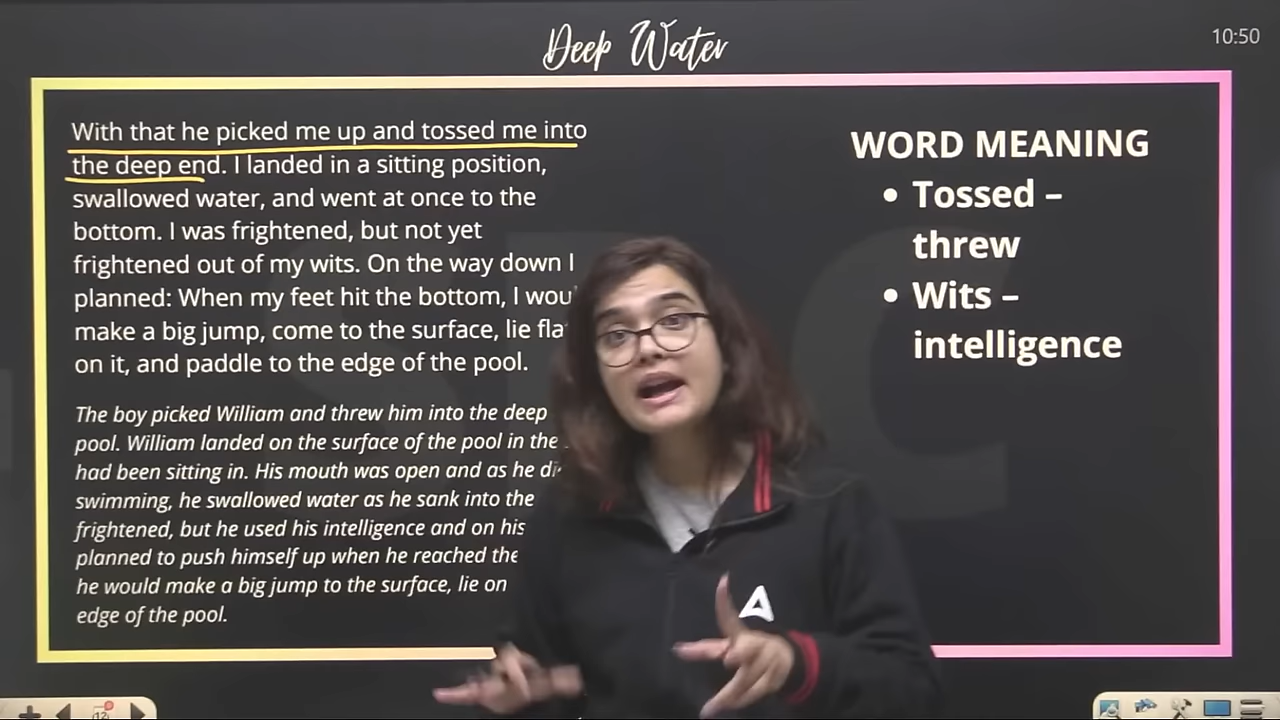 Deep Water
10:50
With that he picked me up and tossed me into
the deep end. I landed in a sitting position,
swallowed water, and went at once to the
bottom. I was frightened, but not yet
frightened out of my wits. On the way down I
planned: When my feet hit the bottom, I
make a big jump, come to the surface, lie
on it, and paddle to the edge of the pool.
The boy picked William and threw him into the deep
pool. William landed on the surface of the pool in the
had been sitting in. His mouth was open and as he
swimming, he swallowed water as he sank into the
frightened, but he used his intelligence and on his
planned to push himself up when he reached the
he would make a big jump to the surface, lie on
edge of the pool.
WORD MEANING
• Tossed –
threw
• Wits –
intelligence